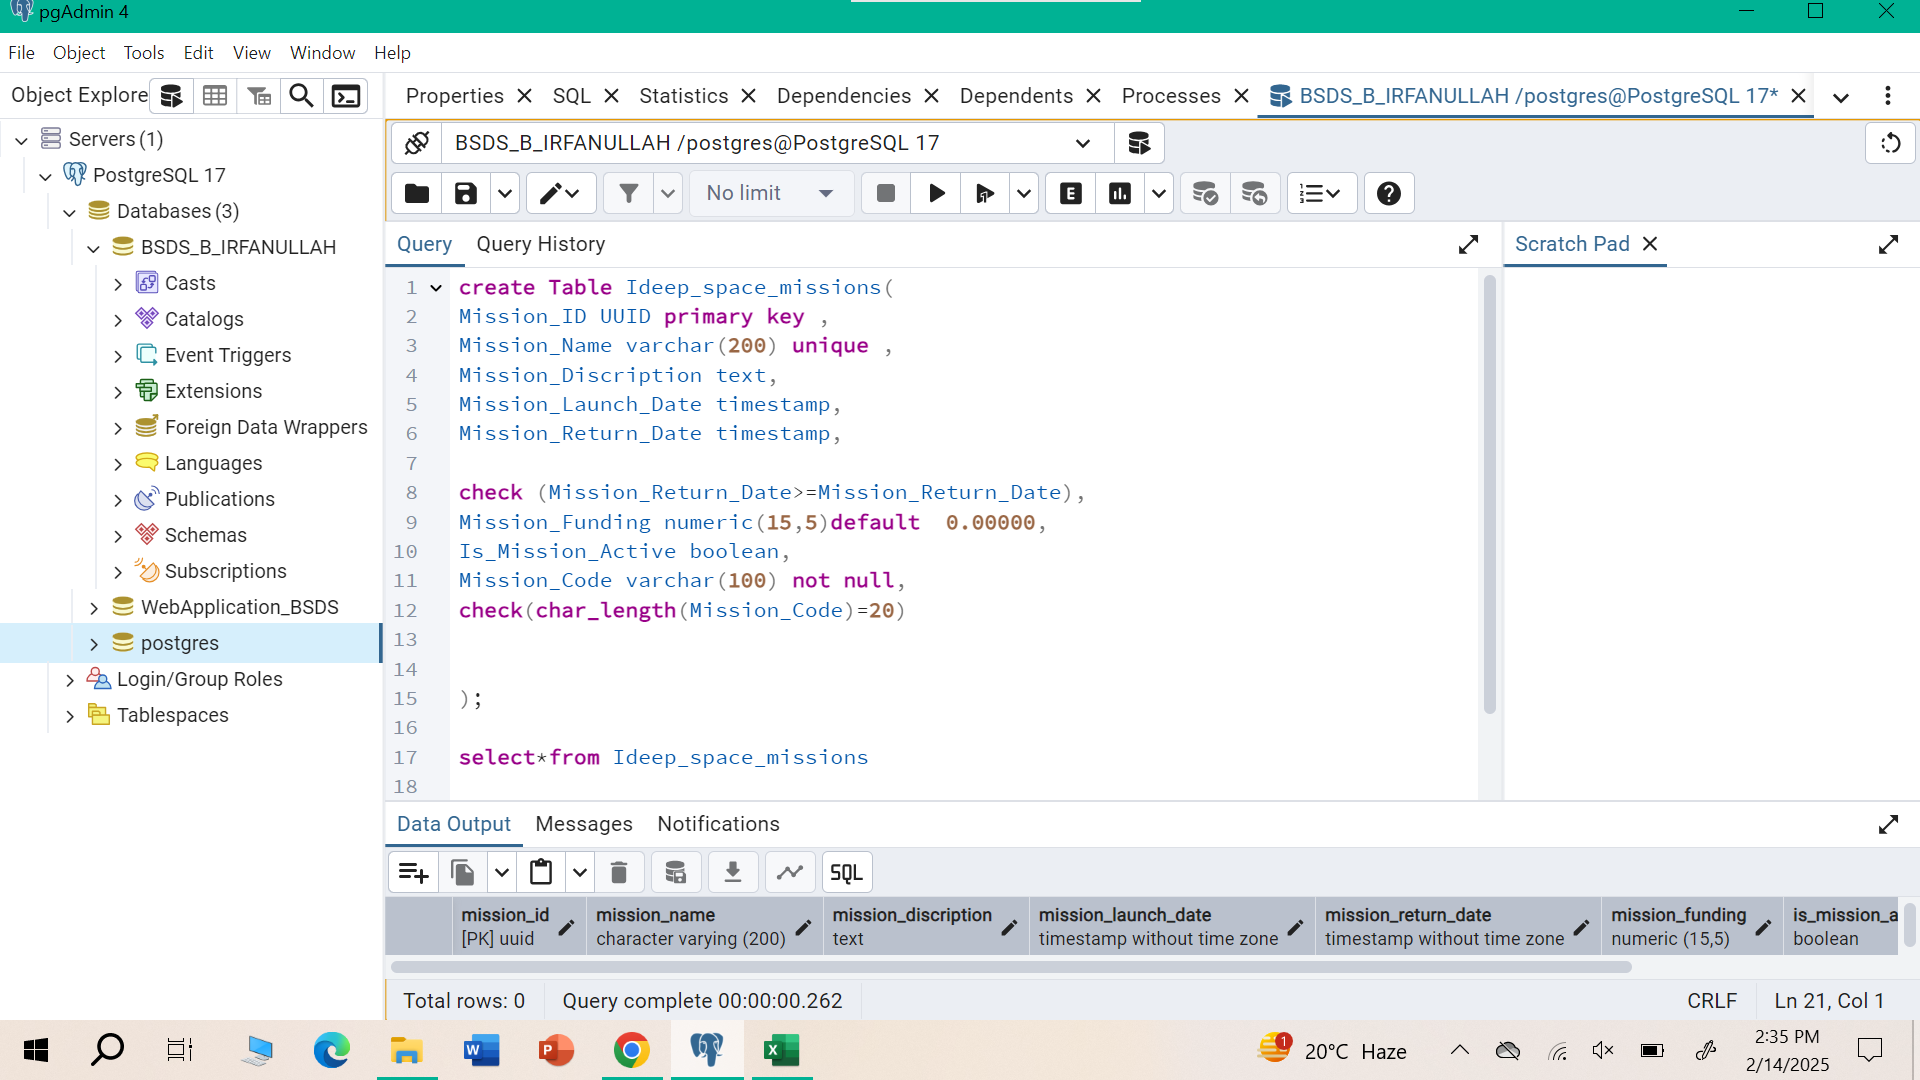 pgAdmin 4
File Object Tools Edit View Window Help
Object Explore
Properties SQL Statistics Dependencies Dependents Processes BSDS_B_IRFANULLAH /postgres@PostgreSQL 17*
Servers (1)
PostgreSQL 17
Databases (3)
BSDS_B_IRFANULLAH
Casts
Catalogs
Event Triggers
Extensions
Foreign Data Wrappers
Languages
Publications
Schemas
Subscriptions
WebApplication_BSDS
postgres
Login/Group Roles
Tablespaces
BSDS_B_IRFANULLAH /postgres@PostgreSQL 17
No limit
E
Query Query History
Scratch Pad
1 create Table Ideep_space_missions(
2 Mission_ID UUID primary key ,
3 Mission_Name varchar(200) unique ,
4 Mission_Discription text,
5 Mission_Launch_Date timestamp,
6 Mission_Return_Date timestamp,
7
8 check (Mission_Return_Date>=Mission_Return_Date),
9 Mission_Funding numeric(15,5)default  0.00000,
10 Is_Mission_Active boolean,
11 Mission_Code varchar(100) not null,
12 check(char_length(Mission_Code)=20)
13
14
15 );
16
17 select*from Ideep_space_missions
18
Data Output Messages Notifications
SQL
mission_id mission_name mission_discription mission_launch_date mission_return_date mission_funding is_mission_a
[PK] uuid character varying (200) text timestamp without time zone timestamp without time zone numeric (15,5) boolean
Total rows: 0 Query complete 00:00:00.262 CRLF Ln 21, Col 1
1 20°C Haze
2:35 PM
2/14/2025